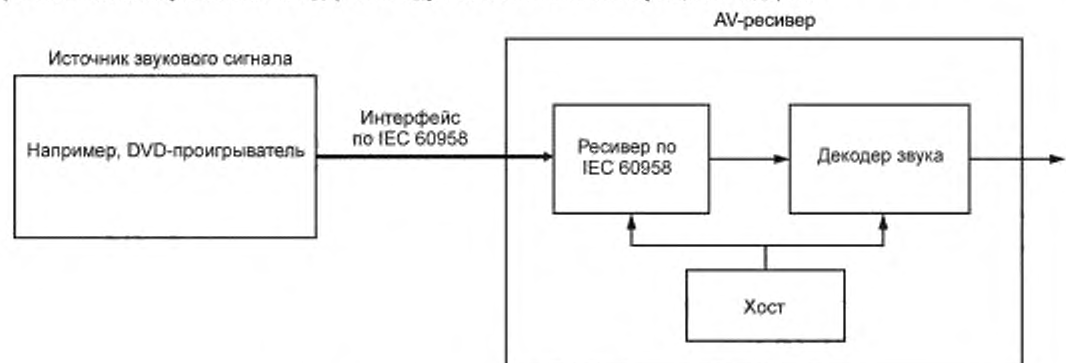 AV-ресивер
Источник звукового сигнала
Например, DVD-проигрыватель
Интерфейс
по IEC 60958
Ресивер по
IEC 60958
Декодер звука
Хост